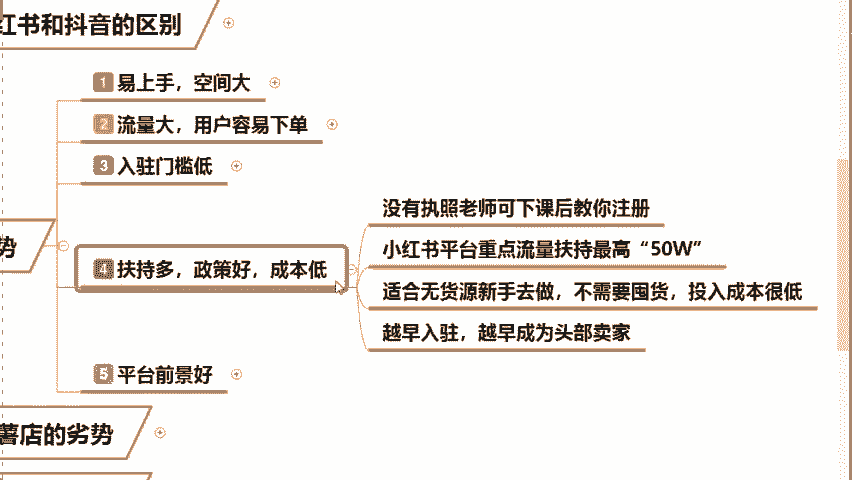 红书和抖音的区别
1 易上手，空间大
2 流量大，用户容易下单
3 入驻门槛低
势
4 扶持多，政策好，成本低
没有执照老师可下课后教你注册
小红书平台重点流量扶持最高“50W”
适合无货源新手去做，不需要囤货，投入成本很低
越早入驻，越早成为头部卖家
5 平台前景好
薯店的劣势